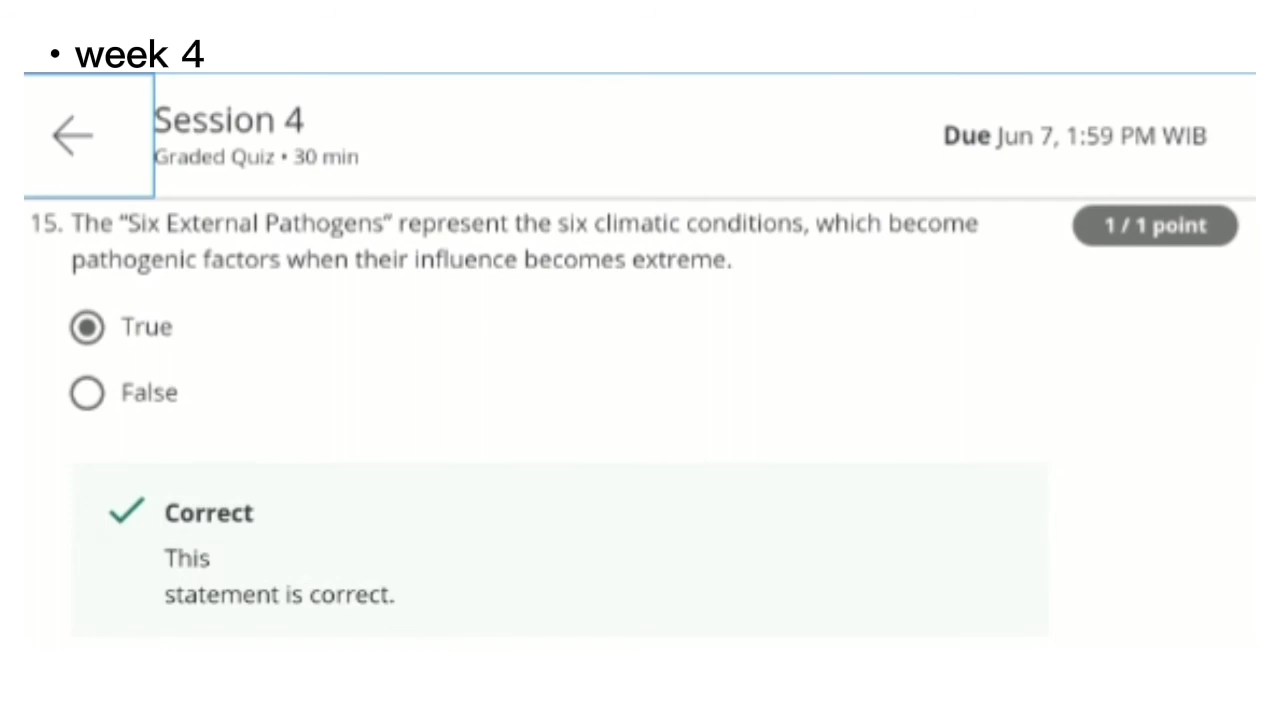 • week 4
Session 4
Graded Quiz • 30 min
Due Jun 7, 1:59 PM WIB
15. The “Six External Pathogens” represent the six climatic conditions, which become
pathogenic factors when their influence becomes extreme.
1 / 1 point
True
False
Correct
This
statement is correct.